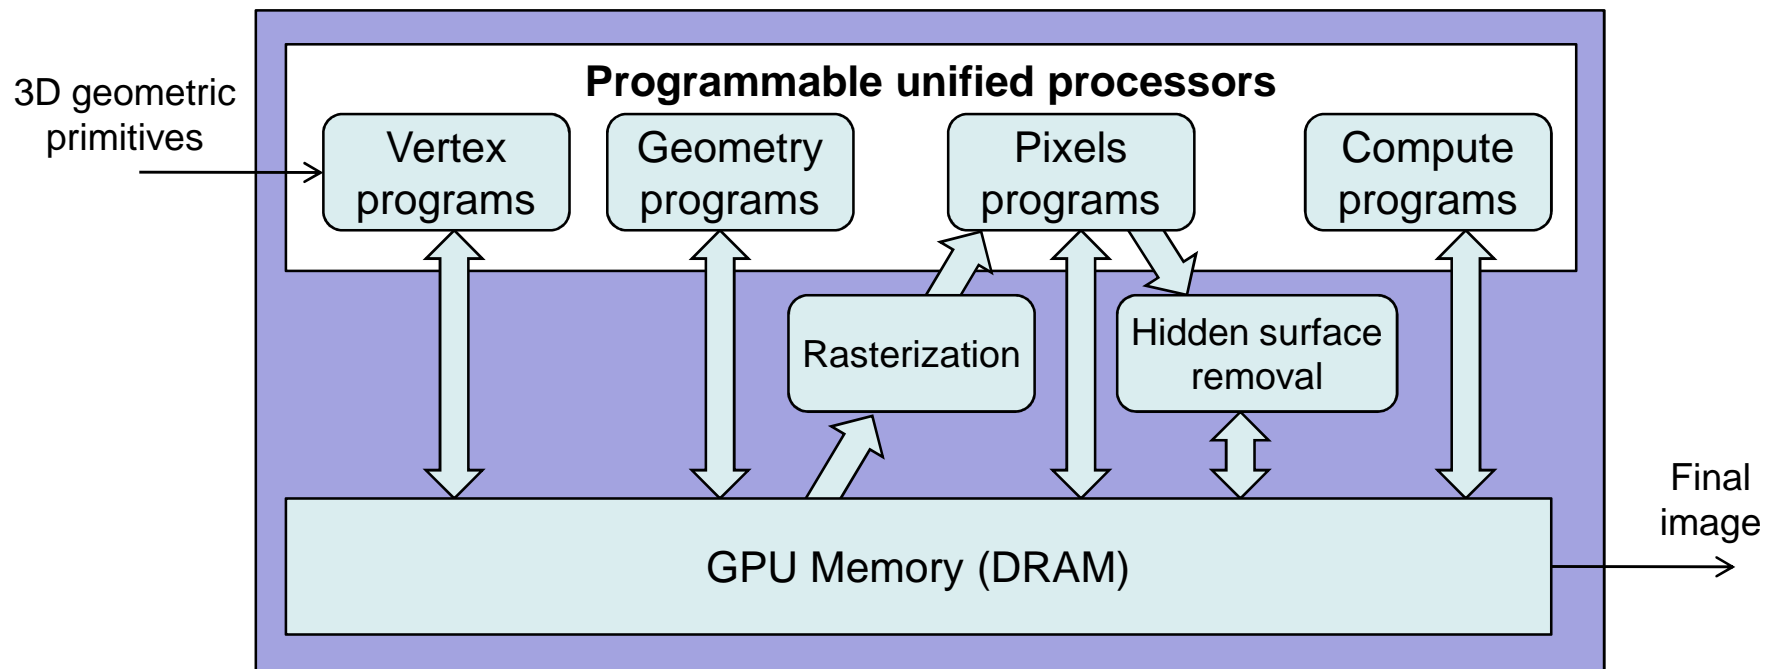 3D geometric
primitives
Programmable unified processors
Vertex
programs
Geometry
programs
Pixels
programs
Compute
programs
Rasterization
Hidden surface
removal
GPU Memory (DRAM)
Final
image